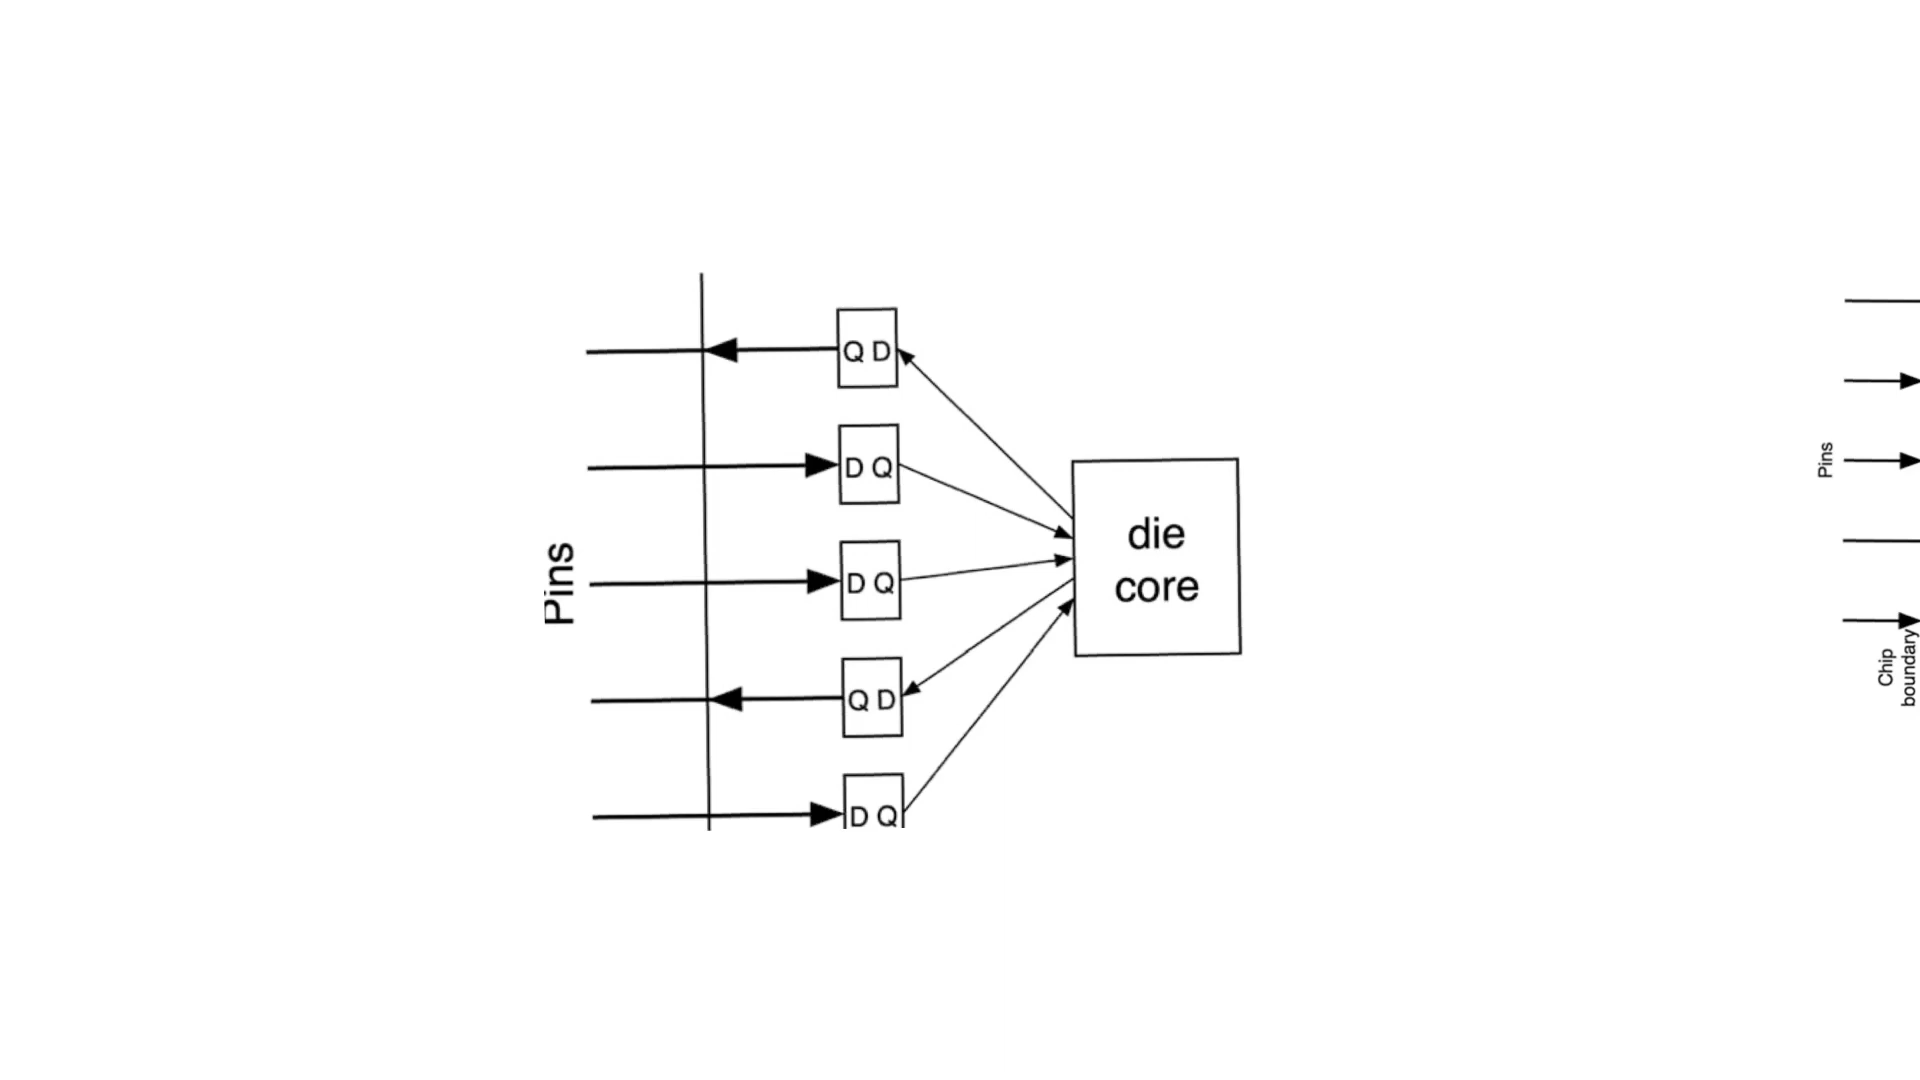 Q D
D Q
D Q
Q D
D Q
Pins
die
core
Pins
Chip
boundary